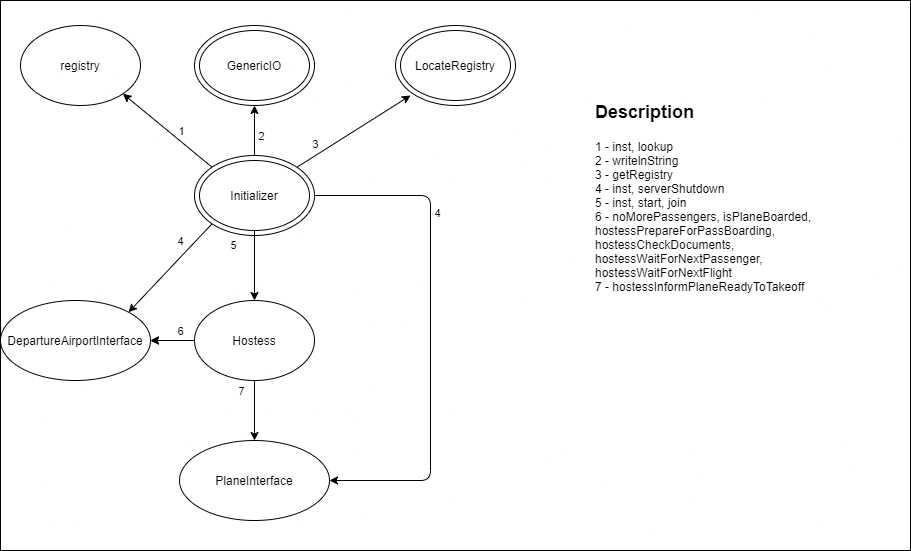 registry
GenericIO
LocateRegistry
1
2
3
Initializer
4
5
4
DepartureAirportInterface
6
Hostess
7
PlaneInterface
Description
1 - inst, lookup
2 - writeInString
3 - getRegistry
4 - inst, serverShutdown
5 - inst, start, join
6 - noMorePassengers, isPlaneBoarded,
hostessPrepareForPassBoarding,
hostessCheckDocuments,
hostessWaitForNextPassenger,
hostessWaitForNextFlight
7 - hostessInformPlaneReadyToTakeoff